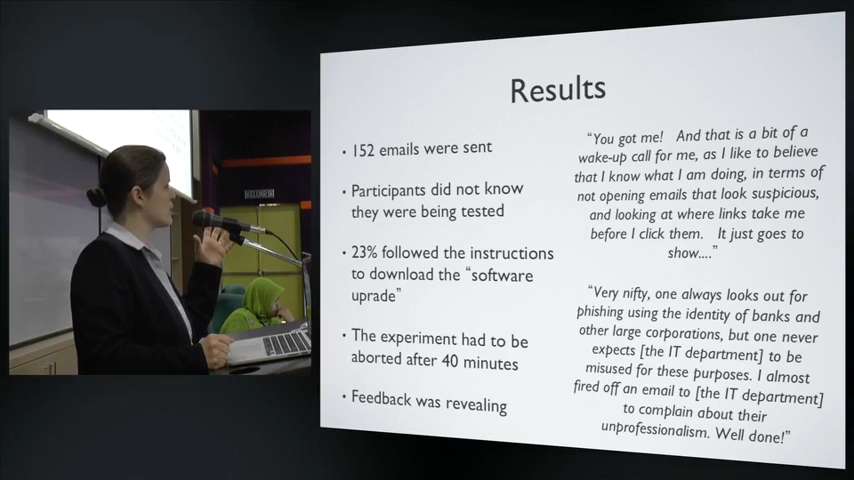 Results
• 152 emails were sent
• Participants did not know
they were being tested
• 23% followed the instructions
to download the “software
uprade”
• The experiment had to be
aborted after 40 minutes
• Feedback was revealing
“You got me! And that is a bit of a
wake-up call for me, as I like to believe
that I know what I am doing, in terms of
not opening emails that look suspicious,
and looking at where links take me
before I click them. It just goes to
show....”
“Very nifty, one always looks out for
phishing using the identity of banks and
other large corporations, but one never
expects [the IT department] to be
misused for these purposes. I almost
fired off an email to [the IT department]
to complain about their
unprofessionalism. Well done!”